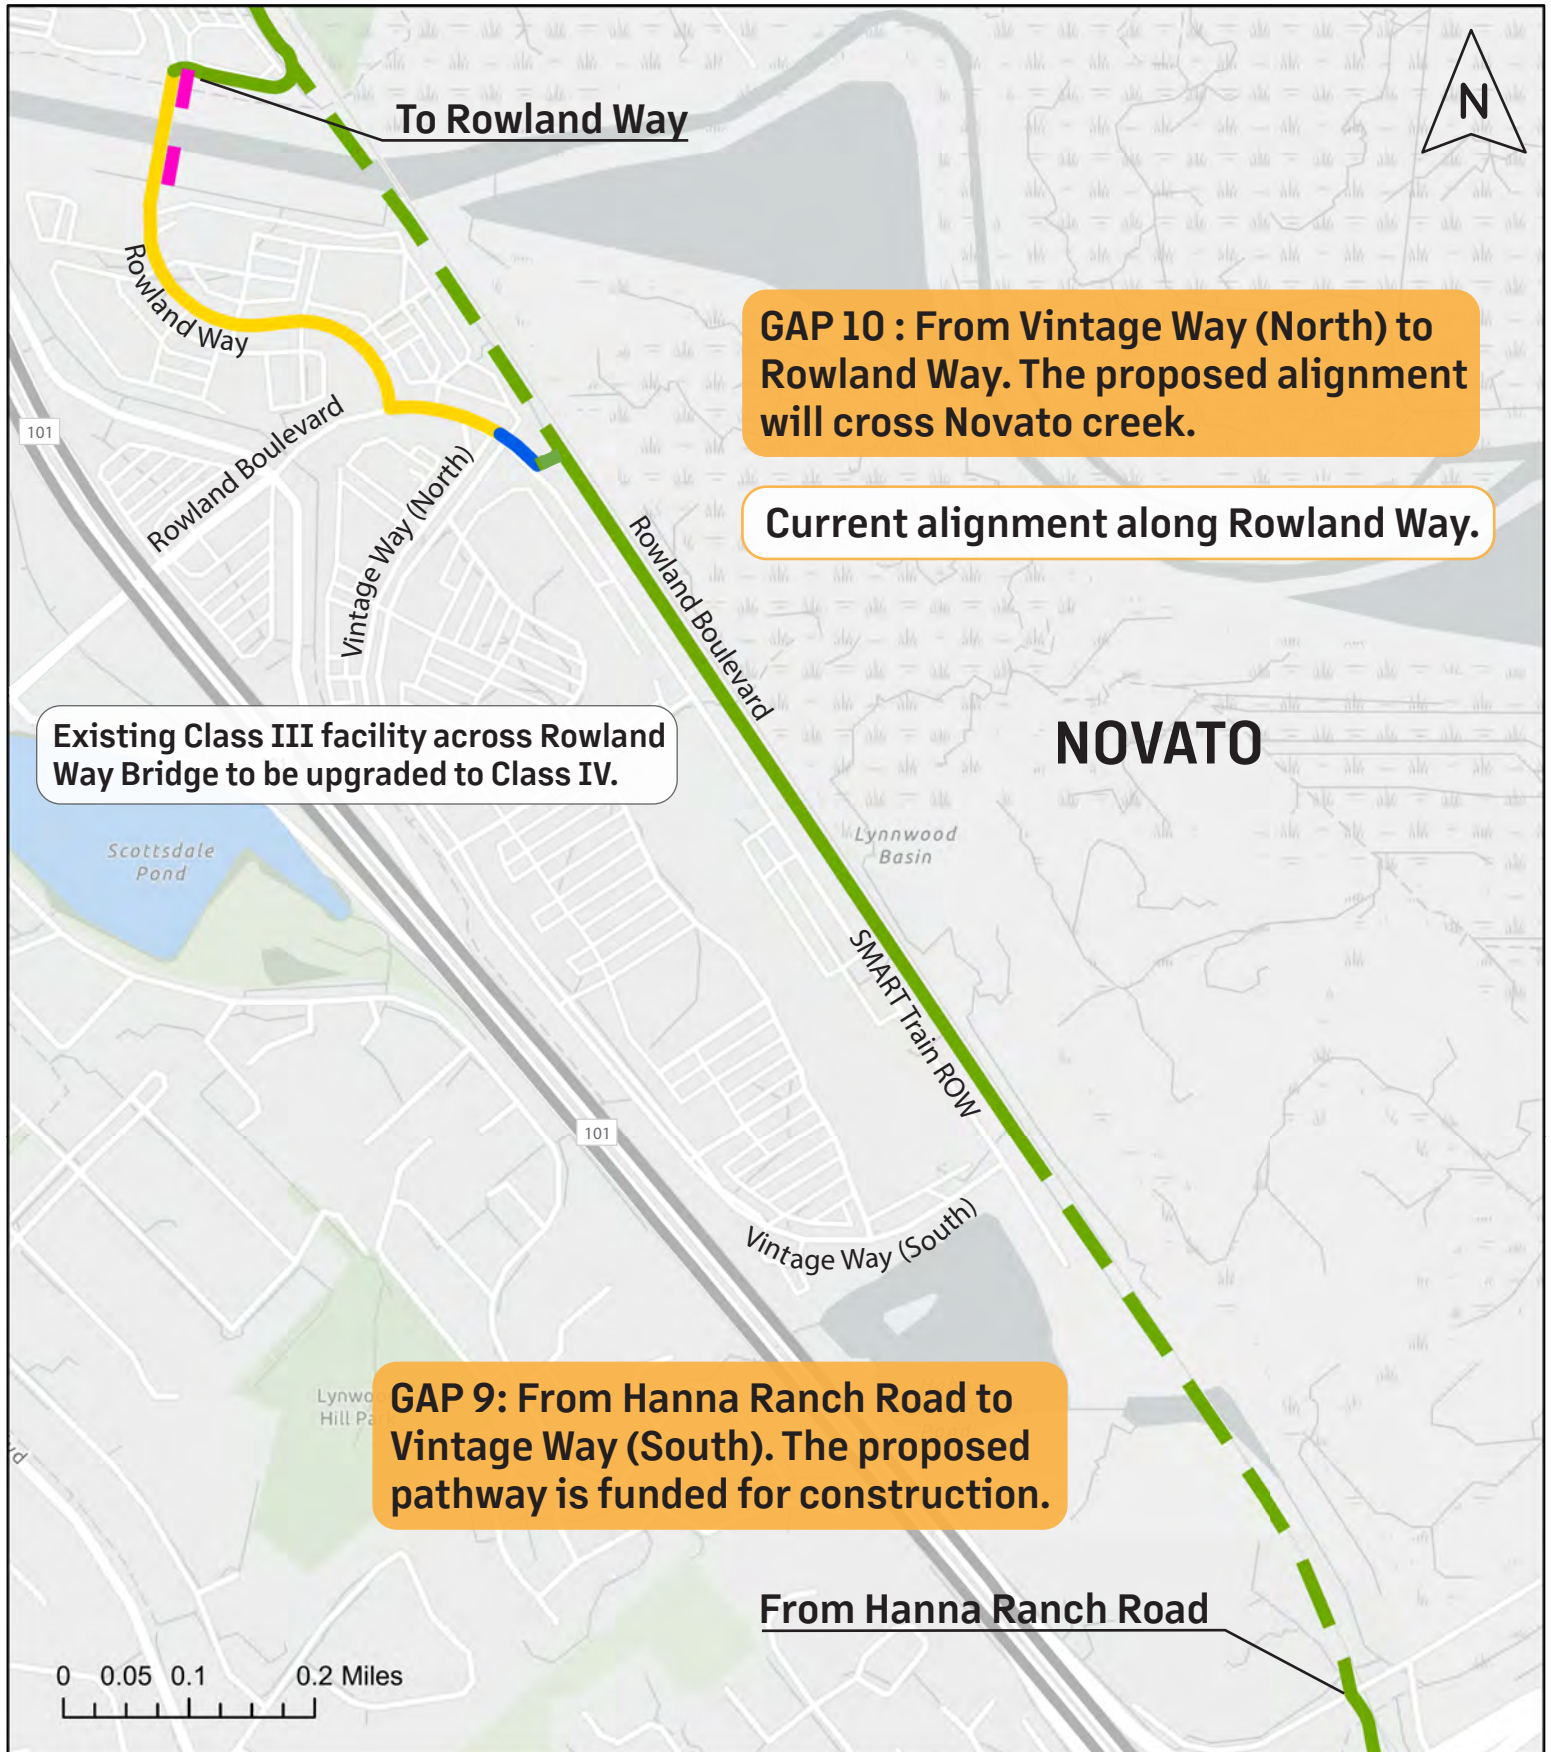 To Rowland Way
N
Rowland Way
GAP 10 : From Vintage Way (North) to
Rowland Way. The proposed alignment
will cross Novato creek.
101
Rowland Boulevard
Vintage Way (North)
Current alignment along Rowland Way.
Rowland Boulevard
Existing Class III facility across Rowland
Way Bridge to be upgraded to Class IV.
NOVATO
Scottsdale
Pond
Lynnwood
Basin
SMART Train ROW
101
Vintage Way (South)
Lynwo
Hill Par
GAP 9: From Hanna Ranch Road to
Vintage Way (South). The proposed
pathway is funded for construction.
From Hanna Ranch Road
0 0.05 0.1 0.2 Miles